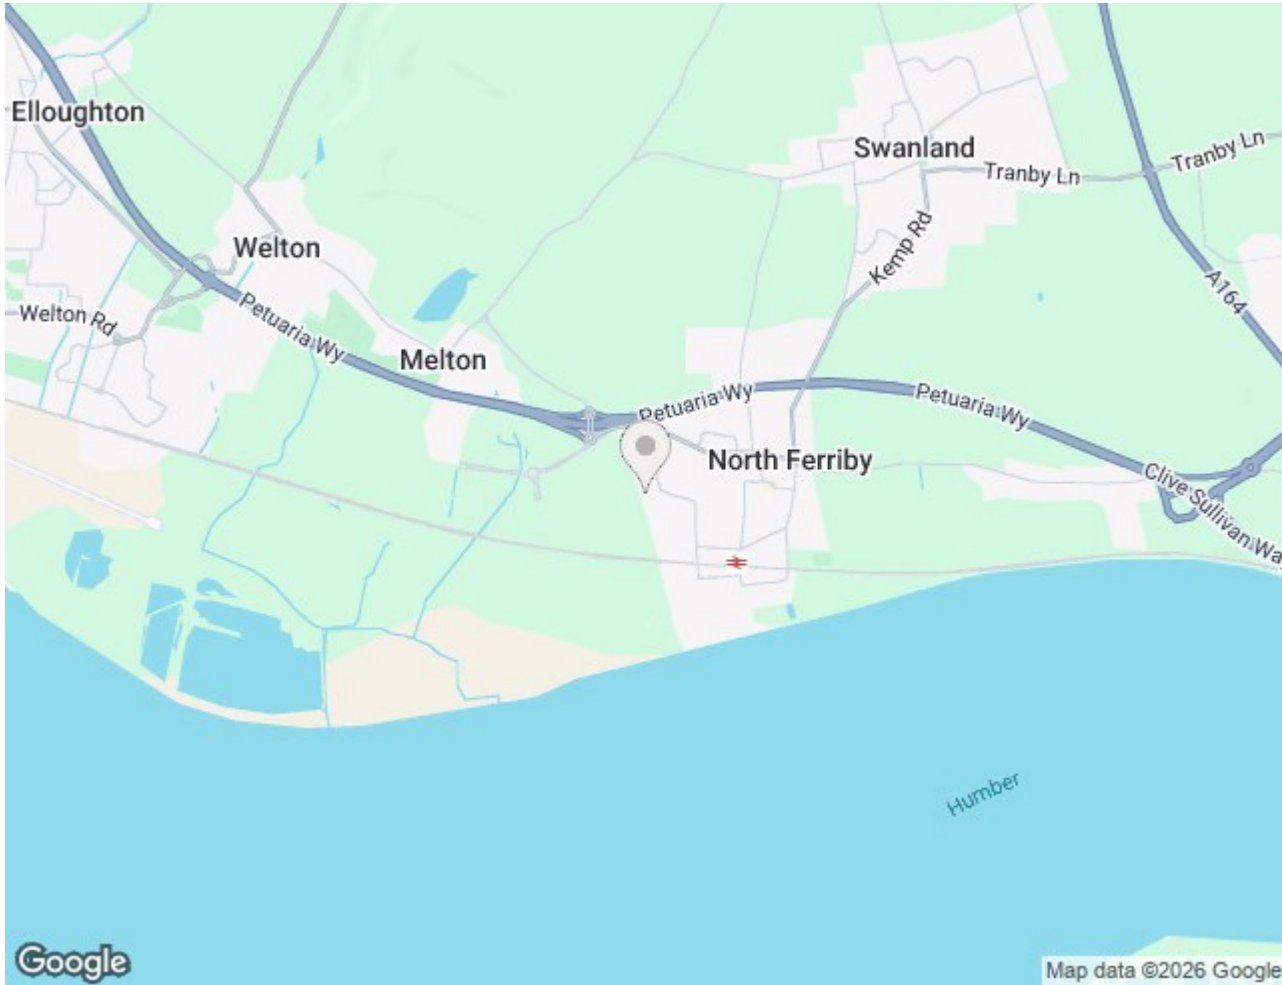 Elloughton
Swanland
Tranby Ln
Tranby Ln
Kemp Rd
Welton
A164
Welton Rd
Petuaria Wy
Melton
Petuaria Wy
Petuaria Wy
North Ferriby
Clive Sullivan Wa
Humber
Google
Map data ©2026 Google